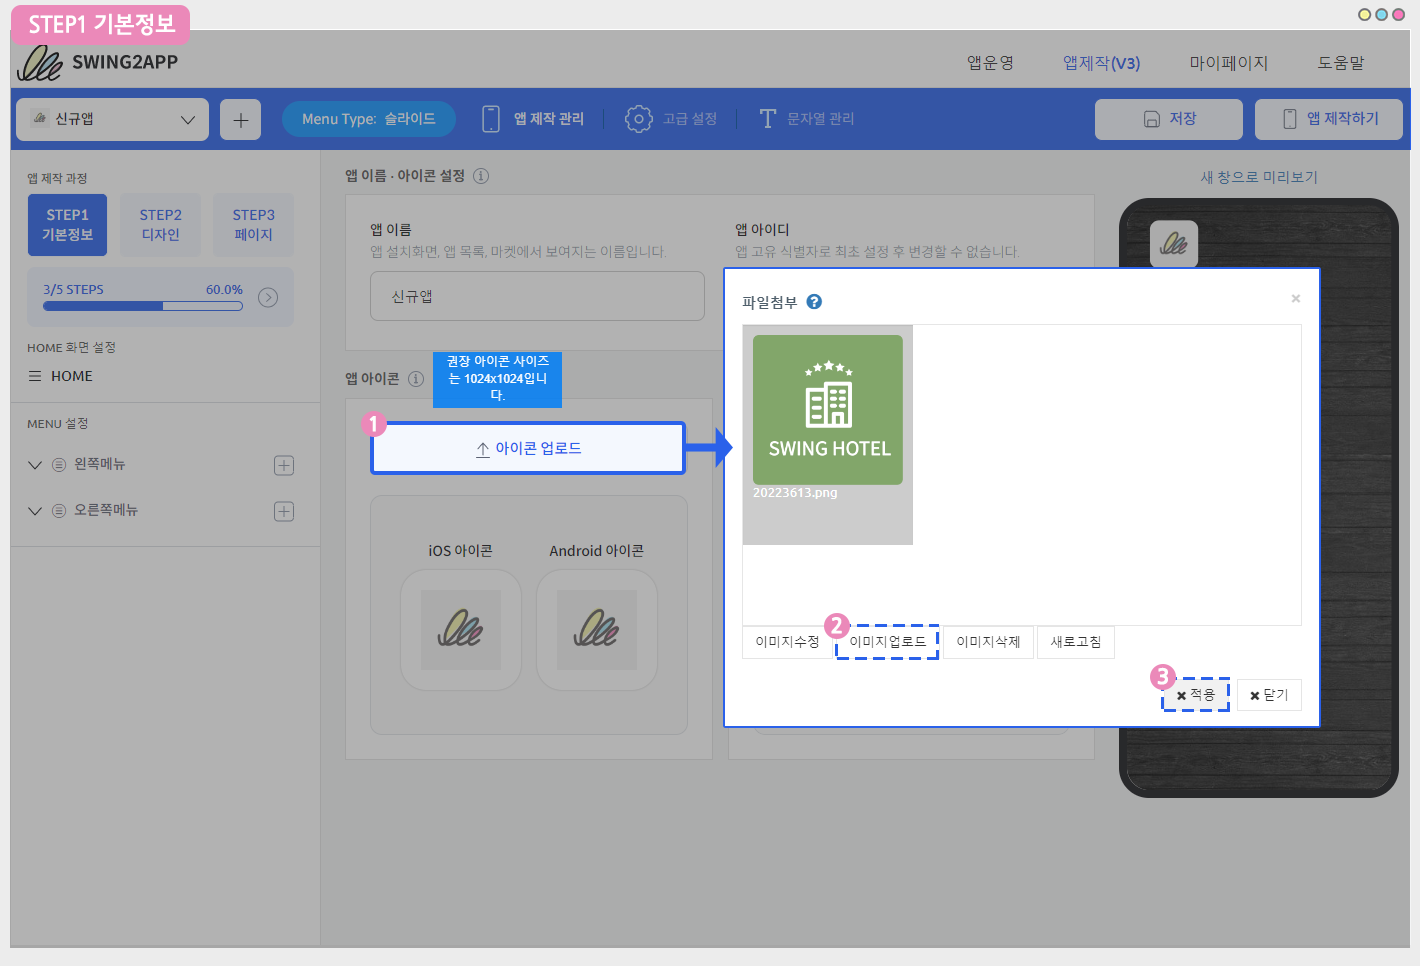 STEP1 기본정보
SWING2APP
앱운영
앱제작(V3)
마이페이지
도움말
신규앱
Menu Type: 슬라이드
앱 제작 관리
고급 설정
문자열 관리
저장
앱 제작하기
앱 제작 과정
STEP1
기본정보
STEP2
디자인
STEP3
페이지
3/5 STEPS
60.0%
HOME 화면 설정
HOME
MENU 설정
왼쪽메뉴
오른쪽메뉴
앱 이름 · 아이콘 설정
앱 이름
앱 설치화면, 앱 목록, 마켓에서 보여지는 이름입니다.
신규앱
앱 아이디
앱 고유 식별자로 최초 설정 후 변경할 수 없습니다.
앱 아이콘
권장 아이콘 사이즈
는 1024x1024입니
다.
1
아이콘 업로드
iOS 아이콘
Android 아이콘
새 창으로 미리보기
파일첨부
SWING HOTEL
20223613.png
이미지수정
2
이미지업로드
이미지삭제
새로고침
3
적용
닫기